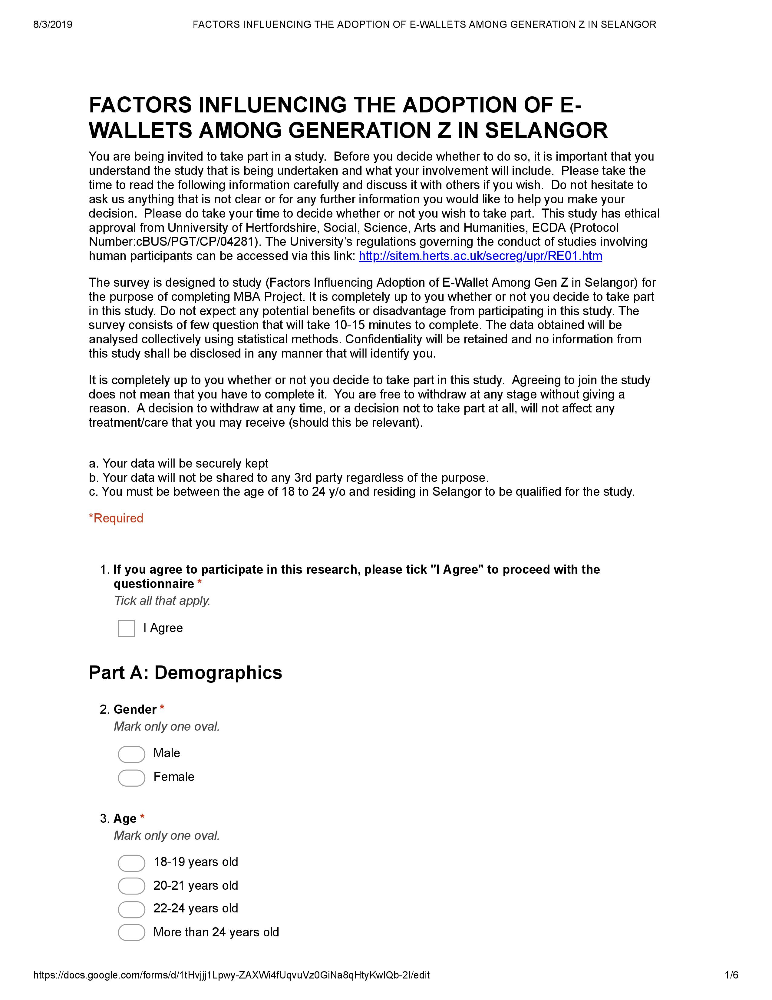 8/3/2019 FACTORS INFLUENCING THE ADOPTION OF E-WALLETS AMONG GENERATION Z IN SELANGOR
FACTORS INFLUENCING THE ADOPTION OF E-
WALLETS AMONG GENERATION Z IN SELANGOR
You are being invited to take part in a study.  Before you decide whether to do so, it is important that you
understand the study that is being undertaken and what your involvement will include.  Please take the
time to read the following information carefully and discuss it with others if you wish.  Do not hesitate to
ask us anything that is not clear or for any further information you would like to help you make your
decision.  Please do take your time to decide whether or not you wish to take part.  This study has ethical
approval from Unniversity of Hertfordshire, Social, Science, Arts and Humanities, ECDA (Protocol
Number:cBUS/PGT/CP/04281). The University’s regulations governing the conduct of studies involving
human participants can be accessed via this link: http://sitem.herts.ac.uk/secreg/upr/RE01.htm
The survey is designed to study (Factors Influencing Adoption of E-Wallet Among Gen Z in Selangor) for
the purpose of completing MBA Project. It is completely up to you whether or not you decide to take part
in this study. Do not expect any potential benefits or disadvantage from participating in this study. The
survey consists of few question that will take 10-15 minutes to complete. The data obtained will be
analysed collectively using statistical methods. Confidentiality will be retained and no information from
this study shall be disclosed in any manner that will identify you.
It is completely up to you whether or not you decide to take part in this study.  Agreeing to join the study
does not mean that you have to complete it.  You are free to withdraw at any stage without giving a
reason.  A decision to withdraw at any time, or a decision not to take part at all, will not affect any
treatment/care that you may receive (should this be relevant).
a. Your data will be securely kept
b. Your data will not be shared to any 3rd party regardless of the purpose.
c. You must be between the age of 18 to 24 y/o and residing in Selangor to be qualified for the study.
*Required
1. If you agree to participate in this research, please tick "I Agree" to proceed with the
questionnaire *
Tick all that apply.
I Agree
Part A: Demographics
2. Gender *
Mark only one oval.
Male
Female
3. Age *
Mark only one oval.
18-19 years old
20-21 years old
22-24 years old
More than 24 years old
https://docs.google.com/forms/d/1tHvjjj1Lpwy-ZAXWi4fUqvuVz0GiNa8qHtyKwlQb-2I/edit 1/6